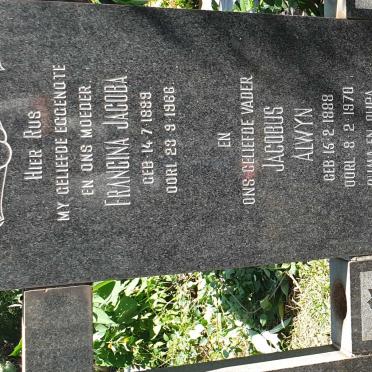 HIER RUS
MY GELIEFDE EGGENOTE
EN ONS MOEDER
FRANCINA JACOBA
GEB 14·7·1889
OORL 23·9·1966
EN
ONS GELIEFDE VADER
JACOBUS
ALWYN
GEB 15·2·1888
OORL 8·2·1970